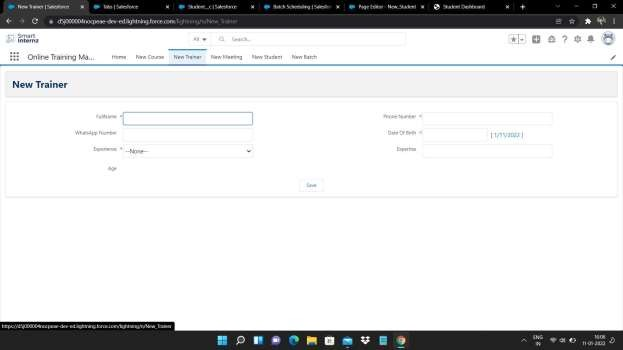 New Trainer | Salesforce
Tabs | Salesforce
Student__c | Salesforce
Batch Scheduling | Salesfor
Page Editor - New_Student
Student Dashboard
d5j000004nocpeae-dev-ed.lightning.force.com/lightning/n/New_Trainer
Smart
Internz
All
Search...
Online Training Ma...
Home
New Course
New Trainer
New Meeting
New Student
New Batch
New Trainer
FullName
Phone Number
WhatsApp Number
Date Of Birth
[ 1/11/2022 ]
Experience
--None--
Expertise
Age
Save
https://d5j000004nocpeae-dev-ed.lightning.force.com/lightning/n/New_Trainer
ENG
IN
11-01-2022